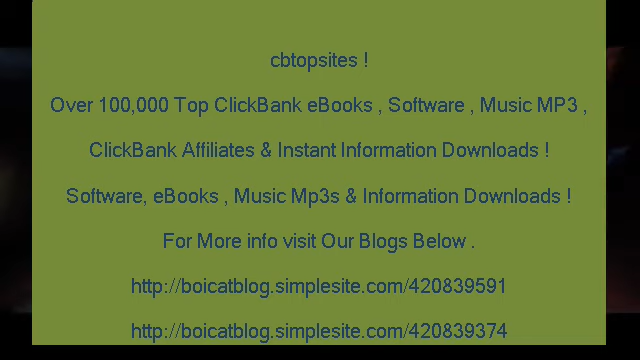 cbtopsites !
Over 100,000 Top ClickBank eBooks , Software , Music MP3 ,
ClickBank Affiliates & Instant Information Downloads !
Software, eBooks , Music Mp3s & Information Downloads !
For More info visit Our Blogs Below .
http://boicatblog.simplesite.com/420839591
http://boicatblog.simplesite.com/420839374